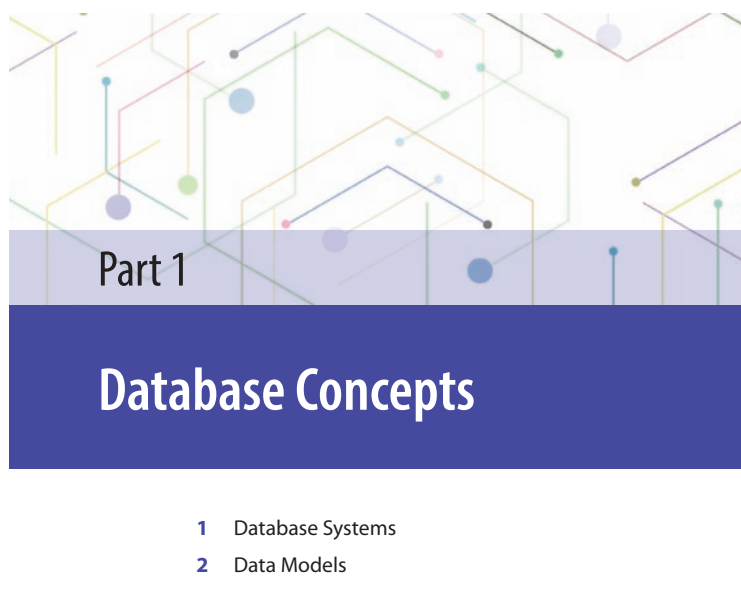 Part 1
Database Concepts
1 Database Systems
2 Data Models